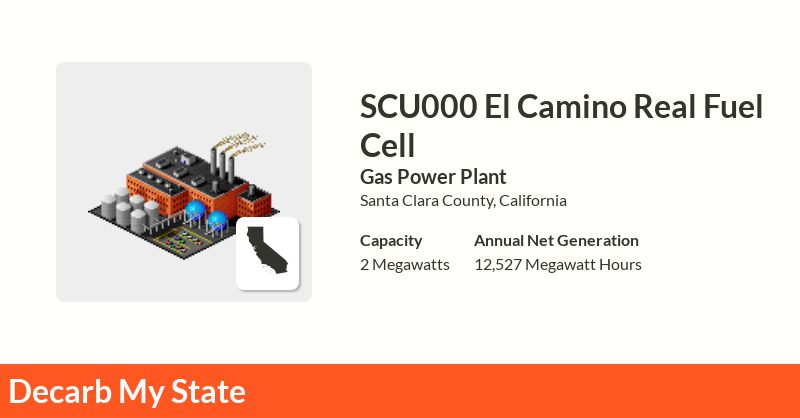 SCU000 El Camino Real Fuel
Cell
Gas Power Plant
Santa Clara County, California
Capacity
Annual Net Generation
2 Megawatts
12,527 Megawatt Hours
Decarb My State